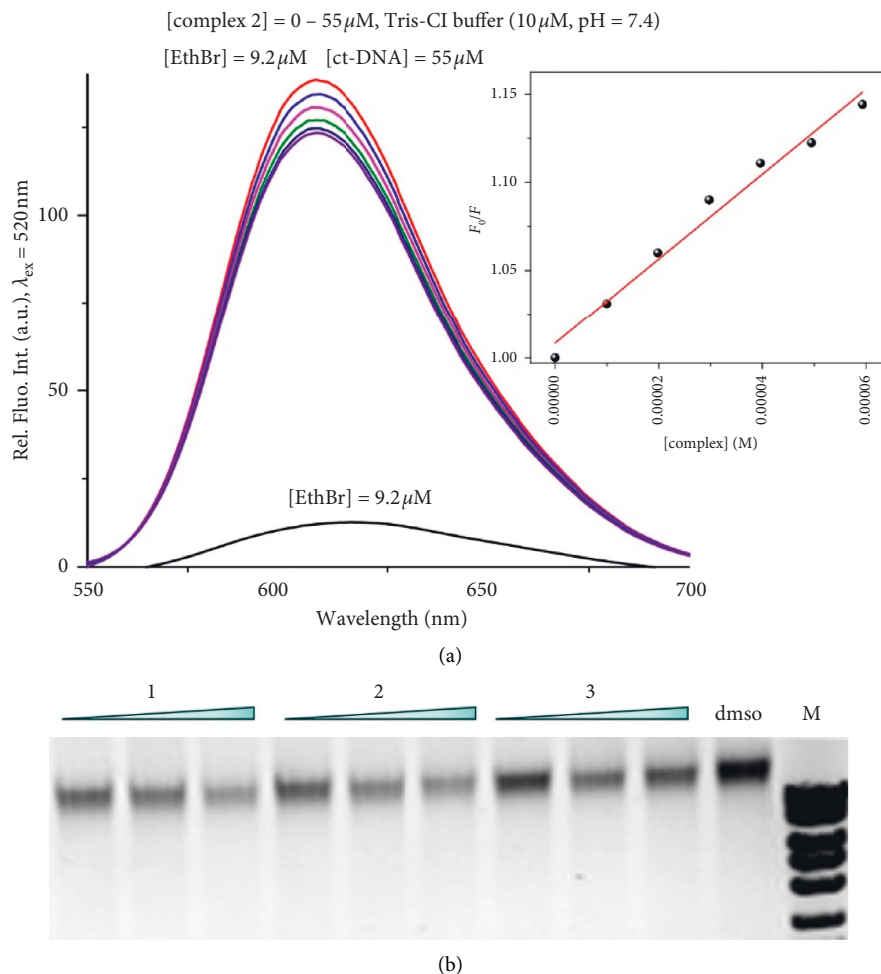 [complex 2] = 0 – 55 μM, Tris-CI buffer (10 μM, pH = 7.4)
[EthBr] = 9.2 μM [ct-DNA] = 55 μM
Rel. Fluo. Int. (a.u.), λex = 520 nm
100
50
0
550
600
650
700
Wavelength (nm)
[EthBr] = 9.2 μM
F0/F
1.15
1.10
1.05
1.00
0.00000
0.00002
0.00004
0.00006
[complex] (M)
(a)
1
2
3
dmso
M
(b)